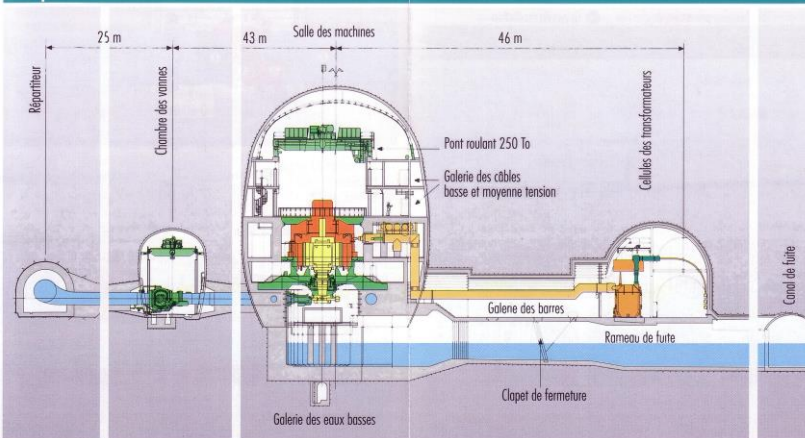 25 m
43 m
Salle des machines
46 m
Répartiteur
Chambre des vannes
Cellules des transformateurs
Pont roulant 250 To
Galerie des câbles
basse et moyenne tension
Canal de fuite
Galerie des barres
Rameau de fuite
Clapet de fermeture
Galerie des eaux basses